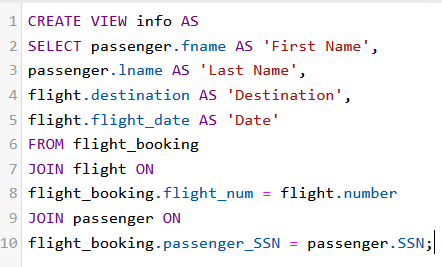 1 CREATE VIEW info AS
2 SELECT passenger.fname AS 'First Name',
3 passenger.lname AS 'Last Name',
4 flight.destination AS 'Destination',
5 flight.flight_date AS 'Date'
6 FROM flight_booking
7 JOIN flight ON
8 flight_booking.flight_num = flight.number
9 JOIN passenger ON
10 flight_booking.passenger_SSN = passenger.SSN;